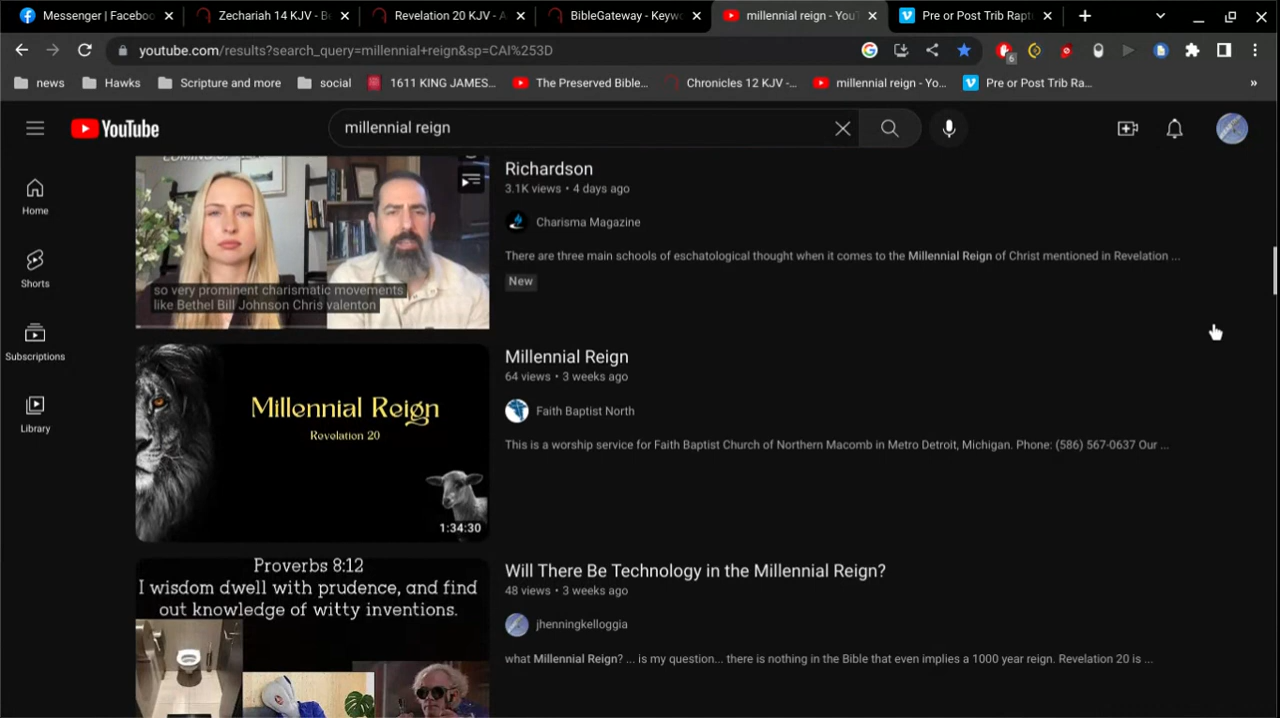 Messenger | Faceboo
Zechariah 14 KJV - B
Revelation 20 KJV - A
BibleGateway - Keywo
millennial reign - YouT
Pre or Post Trib Raptu
youtube.com/results?search_query=millennial+reign&sp=CAI%253D
6
news
Hawks
Scripture and more
social
1611 KING JAMES...
The Preserved Bible...
Chronicles 12 KJV -...
millennial reign - Yo...
Pre or Post Trib Ra...
»
YouTube
millennial reign
Home
Shorts
Subscriptions
Library
so very prominent charismatic movements
like Bethel Bill Johnson Chris valenton
Richardson
3.1K views • 4 days ago
Charisma Magazine
There are three main schools of eschatological thought when it comes to the Millennial Reign of Christ mentioned in Revelation ...
New
Millennial Reign
Revelation 20
1:34:30
Millennial Reign
64 views • 3 weeks ago
Faith Baptist North
This is a worship service for Faith Baptist Church of Northern Macomb in Metro Detroit, Michigan. Phone: (586) 567-0637 Our ...
Proverbs 8:12
I wisdom dwell with prudence, and find
out knowledge of witty inventions.
Will There Be Technology in the Millennial Reign?
48 views • 3 weeks ago
jhenningkelloggia
what Millennial Reign? ... is my question... there is nothing in the Bible that even implies a 1000 year reign. Revelation 20 is ...